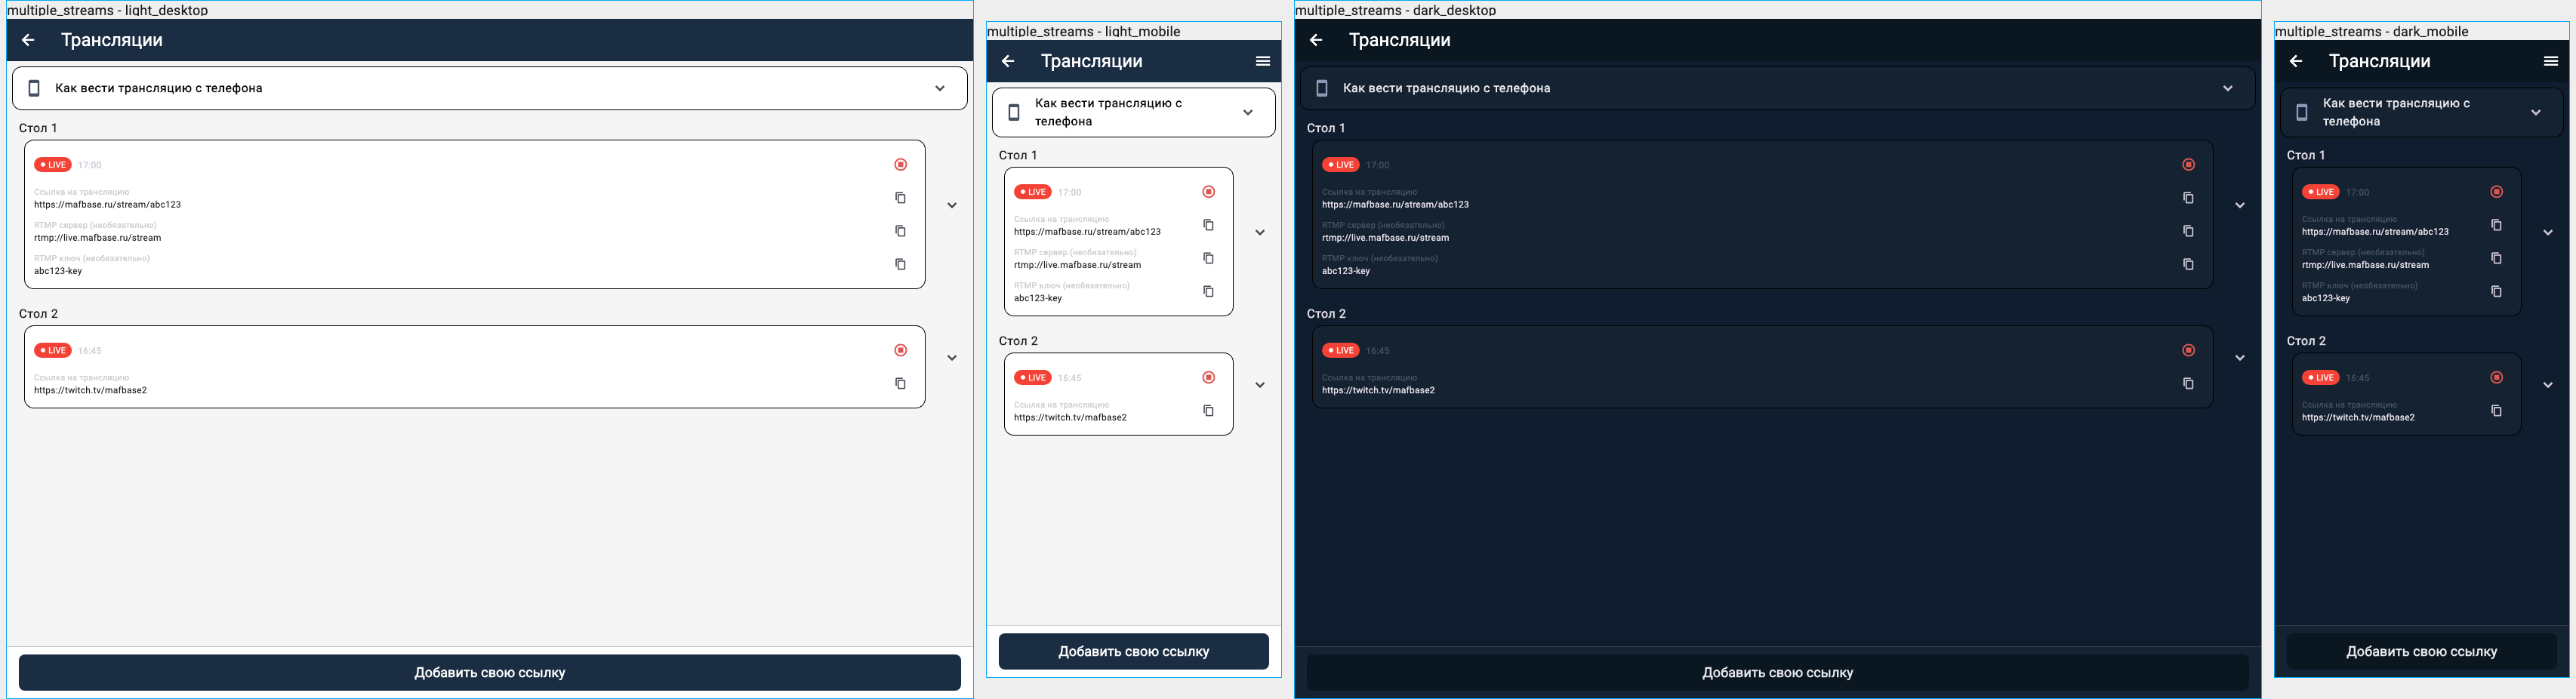 multiple_streams - light_desktop
Трансляции
Как вести трансляцию с телефона
Стол 1
LIVE 17:00
Ссылка на трансляцию
https://mafbase.ru/stream/abc123
RTMP сервер (необязательно)
rtmp://live.mafbase.ru/stream
RTMP ключ (необязательно)
abc123-key
Стол 2
LIVE 16:45
Ссылка на трансляцию
https://twitch.tv/mafbase2
Добавить свою ссылку
multiple_streams - light_mobile
Трансляции
Как вести трансляцию с
телефона
Стол 1
LIVE 17:00
Ссылка на трансляцию
https://mafbase.ru/stream/abc123
RTMP сервер (необязательно)
rtmp://live.mafbase.ru/stream
RTMP ключ (необязательно)
abc123-key
Стол 2
LIVE 16:45
Ссылка на трансляцию
https://twitch.tv/mafbase2
Добавить свою ссылку
multiple_streams - dark_desktop
Трансляции
Как вести трансляцию с телефона
Стол 1
LIVE 17:00
Ссылка на трансляцию
https://mafbase.ru/stream/abc123
RTMP сервер (необязательно)
rtmp://live.mafbase.ru/stream
RTMP ключ (необязательно)
abc123-key
Стол 2
LIVE 16:45
Ссылка на трансляцию
https://twitch.tv/mafbase2
Добавить свою ссылку
multiple_streams - dark_mobile
Трансляции
Как вести трансляцию с
телефона
Стол 1
LIVE 17:00
Ссылка на трансляцию
https://mafbase.ru/stream/abc123
RTMP сервер (необязательно)
rtmp://live.mafbase.ru/stream
RTMP ключ (необязательно)
abc123-key
Стол 2
LIVE 16:45
Ссылка на трансляцию
https://twitch.tv/mafbase2
Добавить свою ссылку